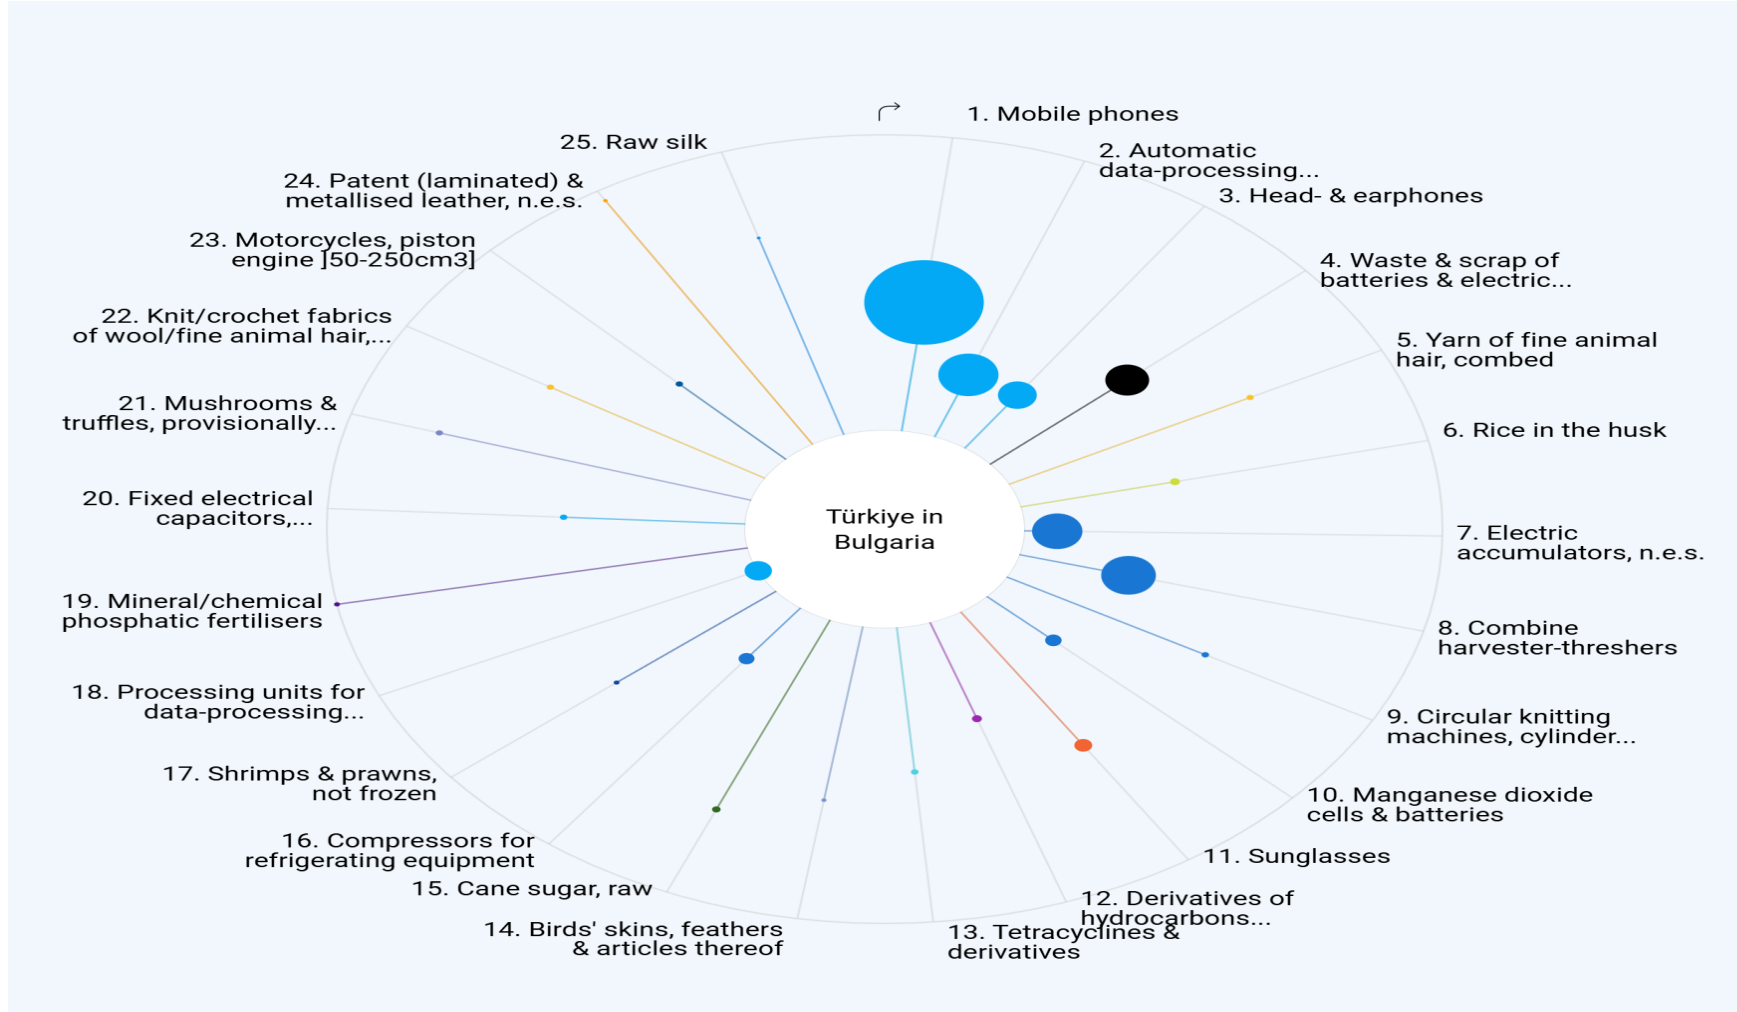 1. Mobile phones
2. Automatic
data-processing...
3. Head- & earphones
4. Waste & scrap of
batteries & electric...
5. Yarn of fine animal
hair, combed
6. Rice in the husk
7. Electric
accumulators, n.e.s.
8. Combine
harvester-threshers
9. Circular knitting
machines, cylinder...
10. Manganese dioxide
cells & batteries
11. Sunglasses
12. Derivatives of
hydrocarbons...
13. Tetracyclines &
derivatives
14. Birds' skins, feathers
& articles thereof
15. Cane sugar, raw
16. Compressors for
refrigerating equipment
17. Shrimps & prawns,
not frozen
18. Processing units for
data-processing...
19. Mineral/chemical
phosphatic fertilisers
20. Fixed electrical
capacitors,...
21. Mushrooms &
truffles, provisionally...
22. Knit/crochet fabrics
of wool/fine animal hair,...
23. Motorcycles, piston
engine ]50-250cm3]
24. Patent (laminated) &
metallised leather, n.e.s.
25. Raw silk
Türkiye in
Bulgaria